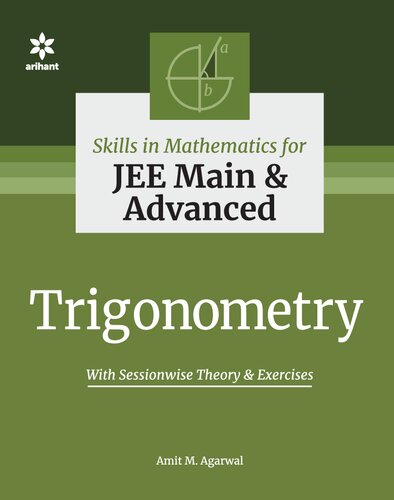 arihant
a
b
Skills in Mathematics for
JEE Main &
Advanced
Trigonometry
With Sessionwise Theory & Exercises
Amit M. Agarwal